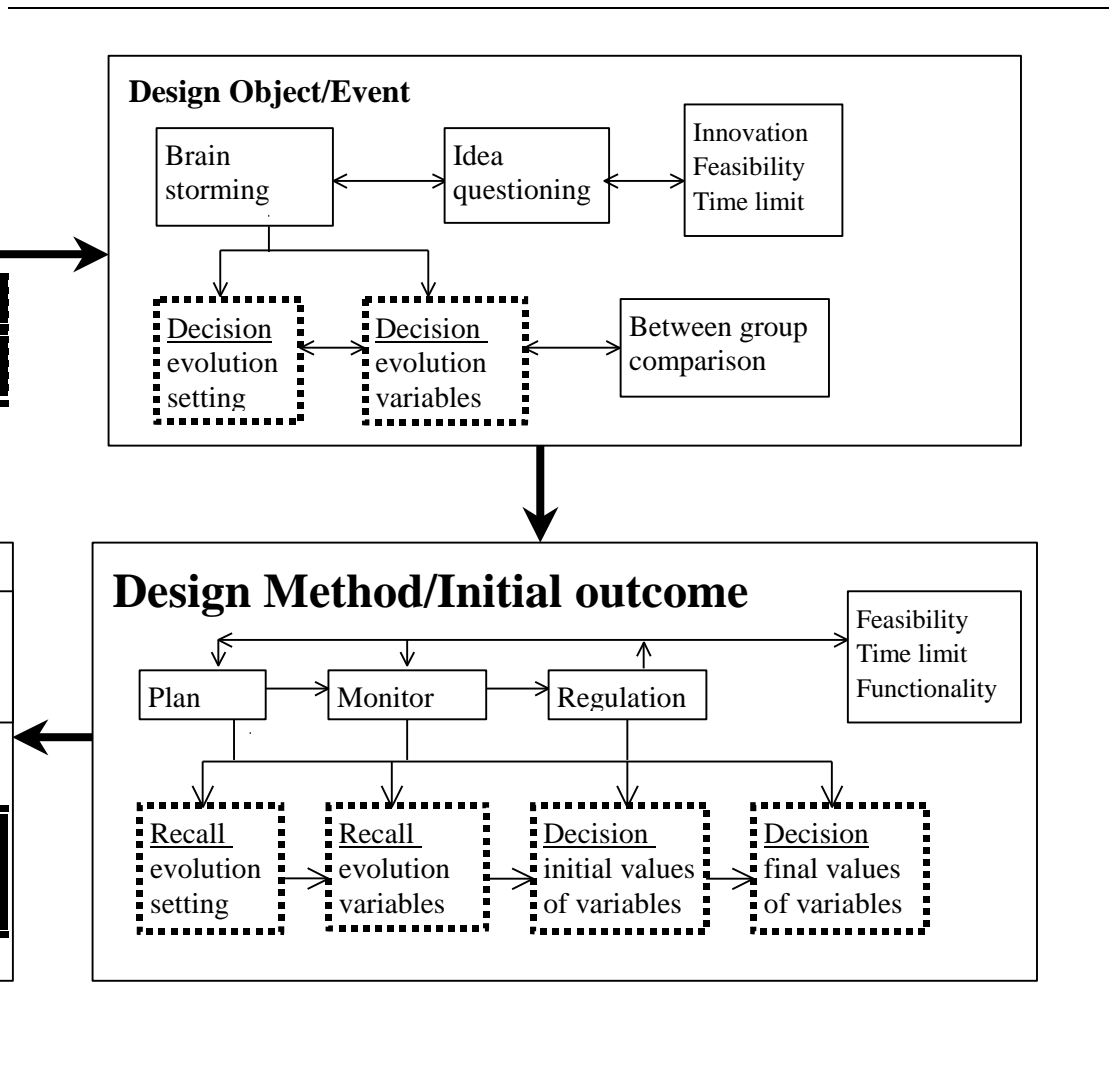 Design Object/Event
Brain
storming
Idea
questioning
Innovation
Feasibility
Time limit
Decision
evolution
setting
Decision
evolution
variables
Between group
comparison
Design Method/Initial outcome
Feasibility
Time limit
Functionality
Plan
Monitor
Regulation
Recall
evolution
setting
Recall
evolution
variables
Decision
initial values
of variables
Decision
final values
of variables